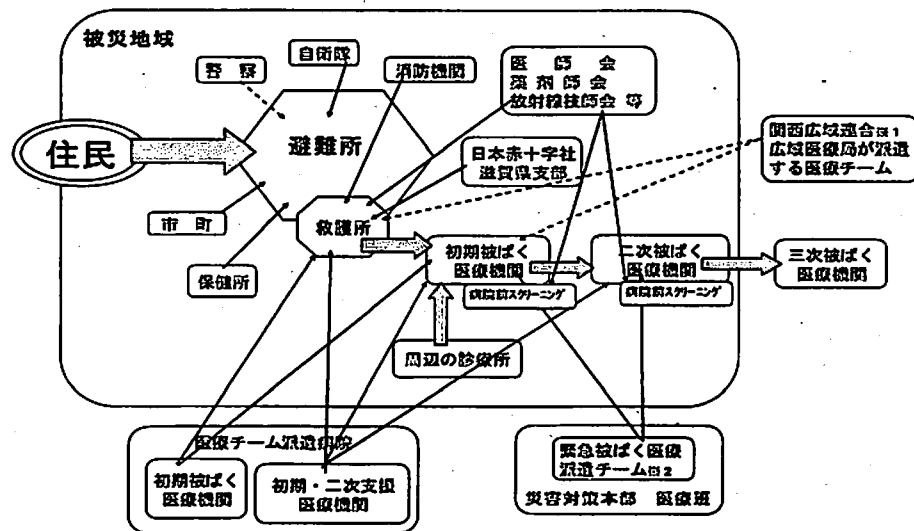 被災地域
自衛隊
警察
消防機関
医師会
薬剤師会
放射線技師会 等
住民
避難所
日本赤十字社
滋賀県支部
関西広域連合※1
広域医療局が派遣
する医療チーム
市町
救護所
保健所
初期被ばく
医療機関
病院前スクリーニング
二次被ばく
医療機関
病院前スクリーニング
三次被ばく
医療機関
周辺の診療所
医療チーム派遣病院
初期被ばく
医療機関
初期・二次支援
医療機関
緊急被ばく医療
派遣チーム※2
災害対策本部 医療班